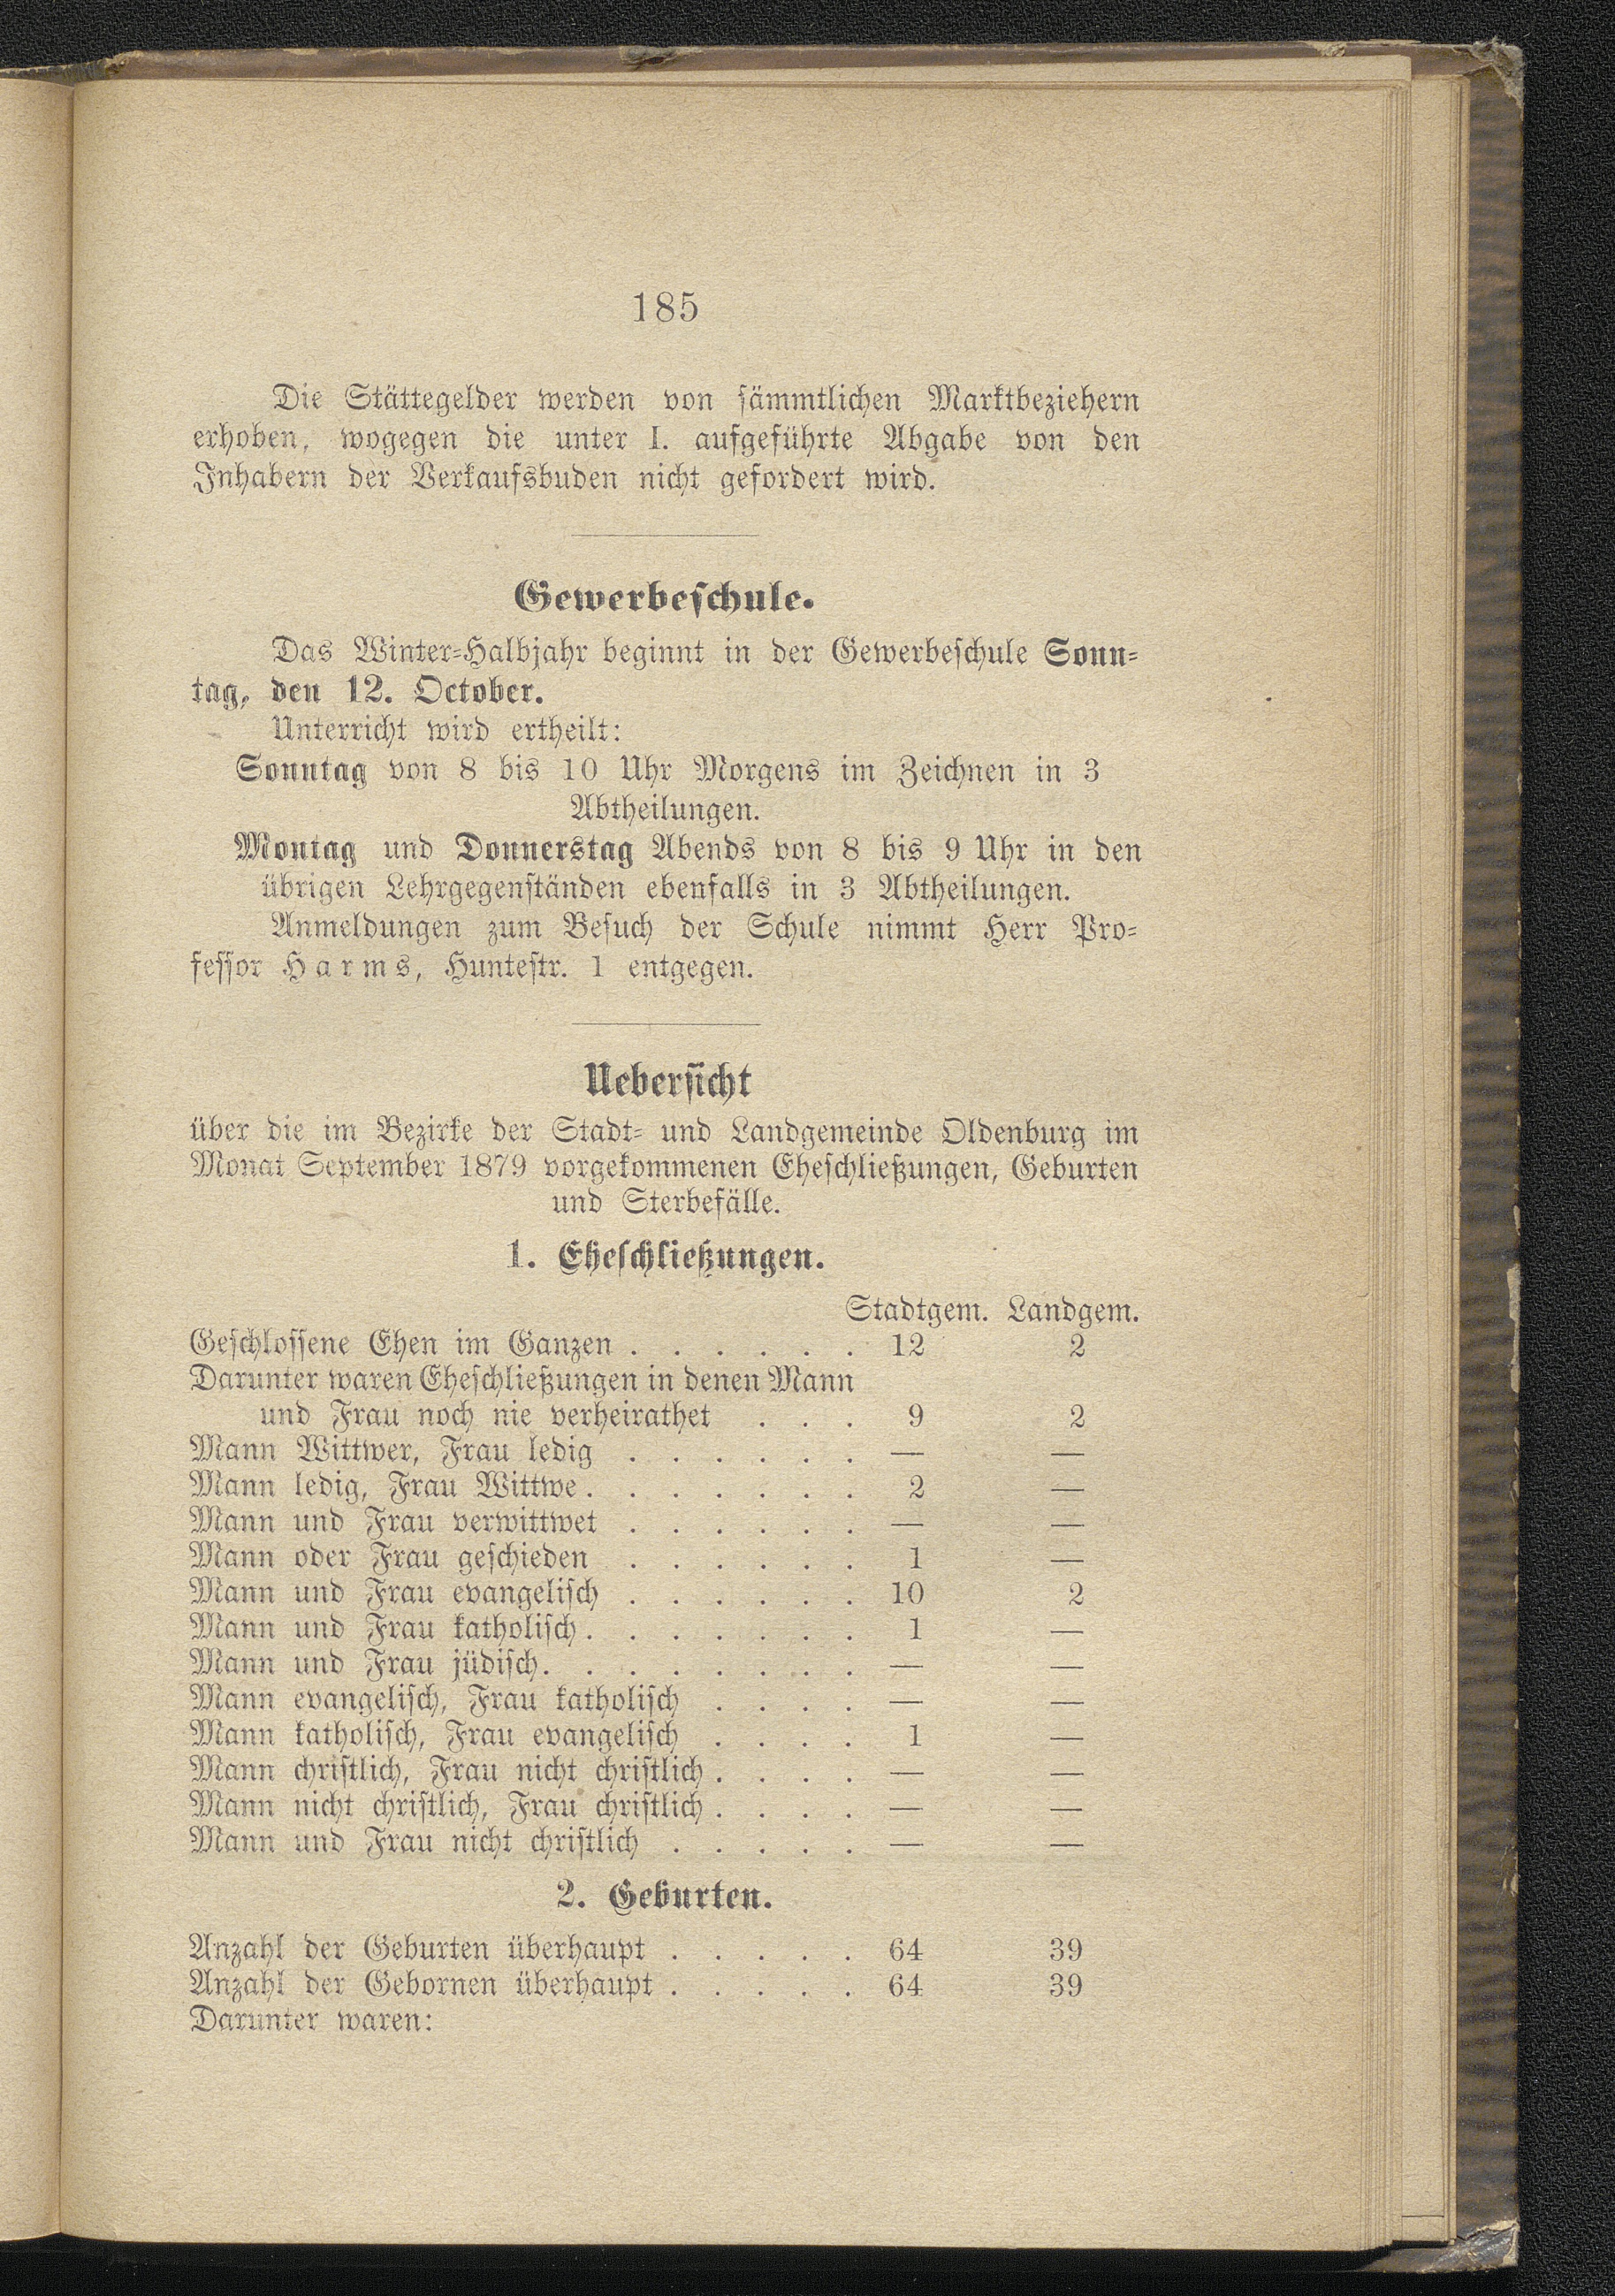 185
Die Stättegelder werden von sämmtlichen Marktbeziehern
erhoben, wogegen die unter I. aufgeführte Abgabe von den
Inhabern der Verkaufsbuden nicht gefordert wird.
Gewerbeschule.
Das Winter-Halbjahr beginnt in der Gewerbeschule Sonn-
tag, den 12. October.
Unterricht wird ertheilt:
Sonntag von 8 bis 10 Uhr Morgens im Zeichnen in 3
Abtheilungen.
Montag und Donnerstag Abends von 8 bis 9 Uhr in den
übrigen Lehrgegenständen ebenfalls in 3 Abtheilungen.
Anmeldungen zum Besuch der Schule nimmt Herr Pro-
fessor Harms, Huntestr. 1 entgegen.
Uebersicht
über die im Bezirke der Stadt- und Landgemeinde Oldenburg im
Monat September 1879 vorgekommenen Eheschließungen, Geburten
und Sterbefälle.
1. Eheschließungen.
Stadtgem. Landgem.
Geschlossene Ehen im Ganzen . . . . . . 12 2
Darunter waren Eheschließungen in denen Mann
und Frau noch nie verheirathet . . . 9 2
Mann Wittwer, Frau ledig . . . . . . — —
Mann ledig, Frau Wittwe . . . . . . . 2 —
Mann und Frau verwittwet . . . . . . — —
Mann oder Frau geschieden . . . . . . 1 —
Mann und Frau evangelisch . . . . . . 10 2
Mann und Frau katholisch . . . . . . . 1 —
Mann und Frau jüdisch . . . . . . . . — —
Mann evangelisch, Frau katholisch . . . . — —
Mann katholisch, Frau evangelisch . . . . 1 —
Mann christlich, Frau nicht christlich . . . . — —
Mann nicht christlich, Frau christlich . . . . — —
Mann und Frau nicht christlich . . . . . — —
2. Geburten.
Anzahl der Geburten überhaupt . . . . . 64 39
Anzahl der Gebornen überhaupt . . . . . 64 39
Darunter waren: